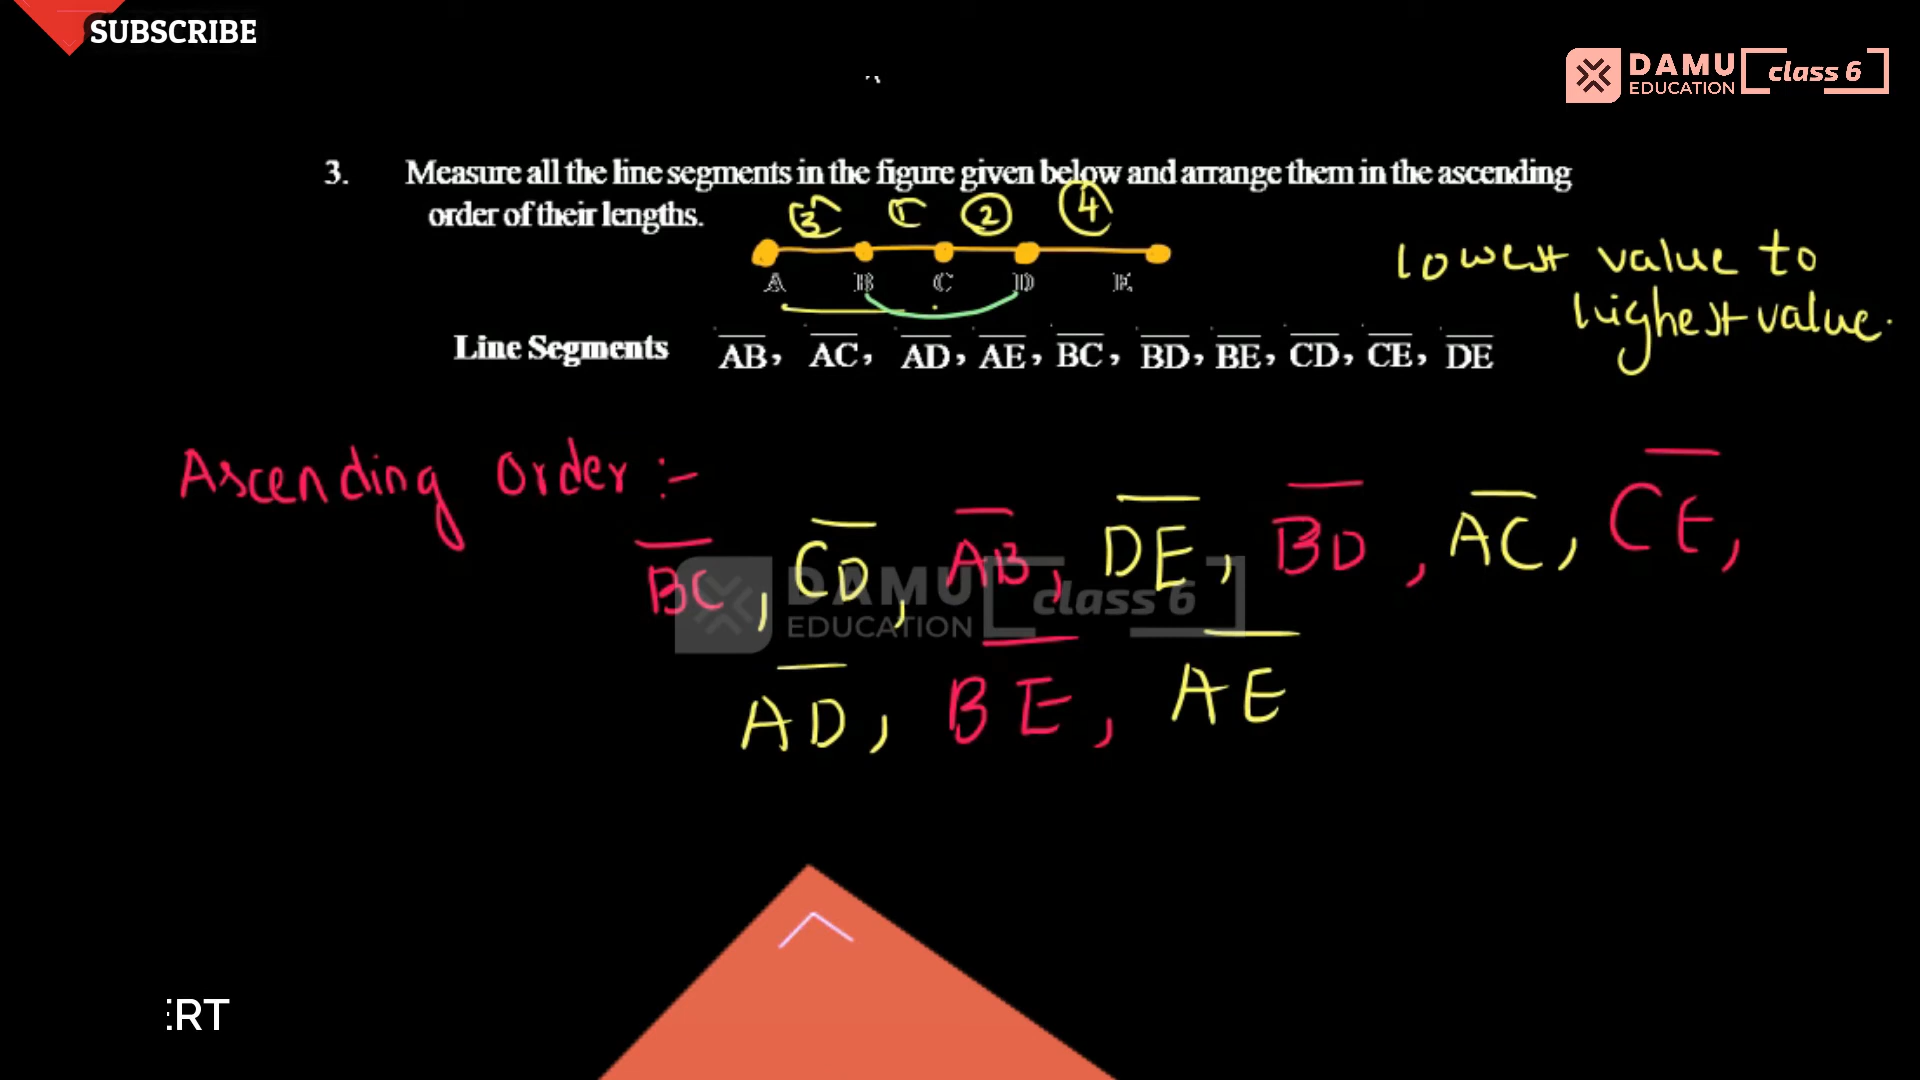 SUBSCRIBE
DAMU EDUCATION class 6
3. Measure all the line segments in the figure given below and arrange them in the ascending
order of their lengths.
3 1 2 4
A B C D E
lowest value to
highest value.
Line Segments AB, AC, AD, AE, BC, BD, BE, CD, CE, DE
Ascending Order :-
BC, CD, AB, DE, BD, AC, CE,
DAMU EDUCATION class 6
AD, BE, AE
ERT